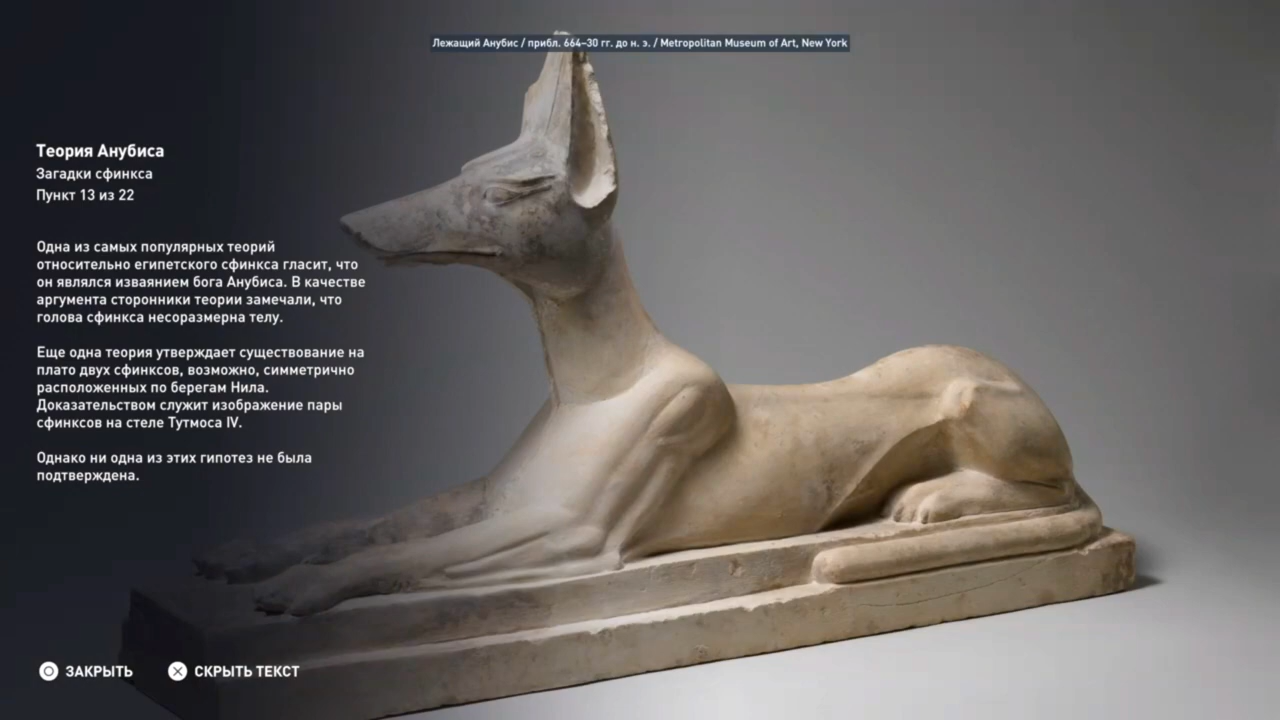 Лежащий Анубис / прибл. 664–30 гг. до н. э. / Metropolitan Museum of Art, New York
Теория Анубиса
Загадки сфинкса
Пункт 13 из 22
Одна из самых популярных теорий
относительно египетского сфинкса гласит, что
он являлся изваянием бога Анубиса. В качестве
аргумента сторонники теории замечали, что
голова сфинкса несоразмерна телу.
Еще одна теория утверждает существование на
плато двух сфинксов, возможно, симметрично
расположенных по берегам Нила.
Доказательством служит изображение пары
сфинксов на стеле Тутмоса IV.
Однако ни одна из этих гипотез не была
подтверждена.
ЗАКРЫТЬ СКРЫТЬ ТЕКСТ